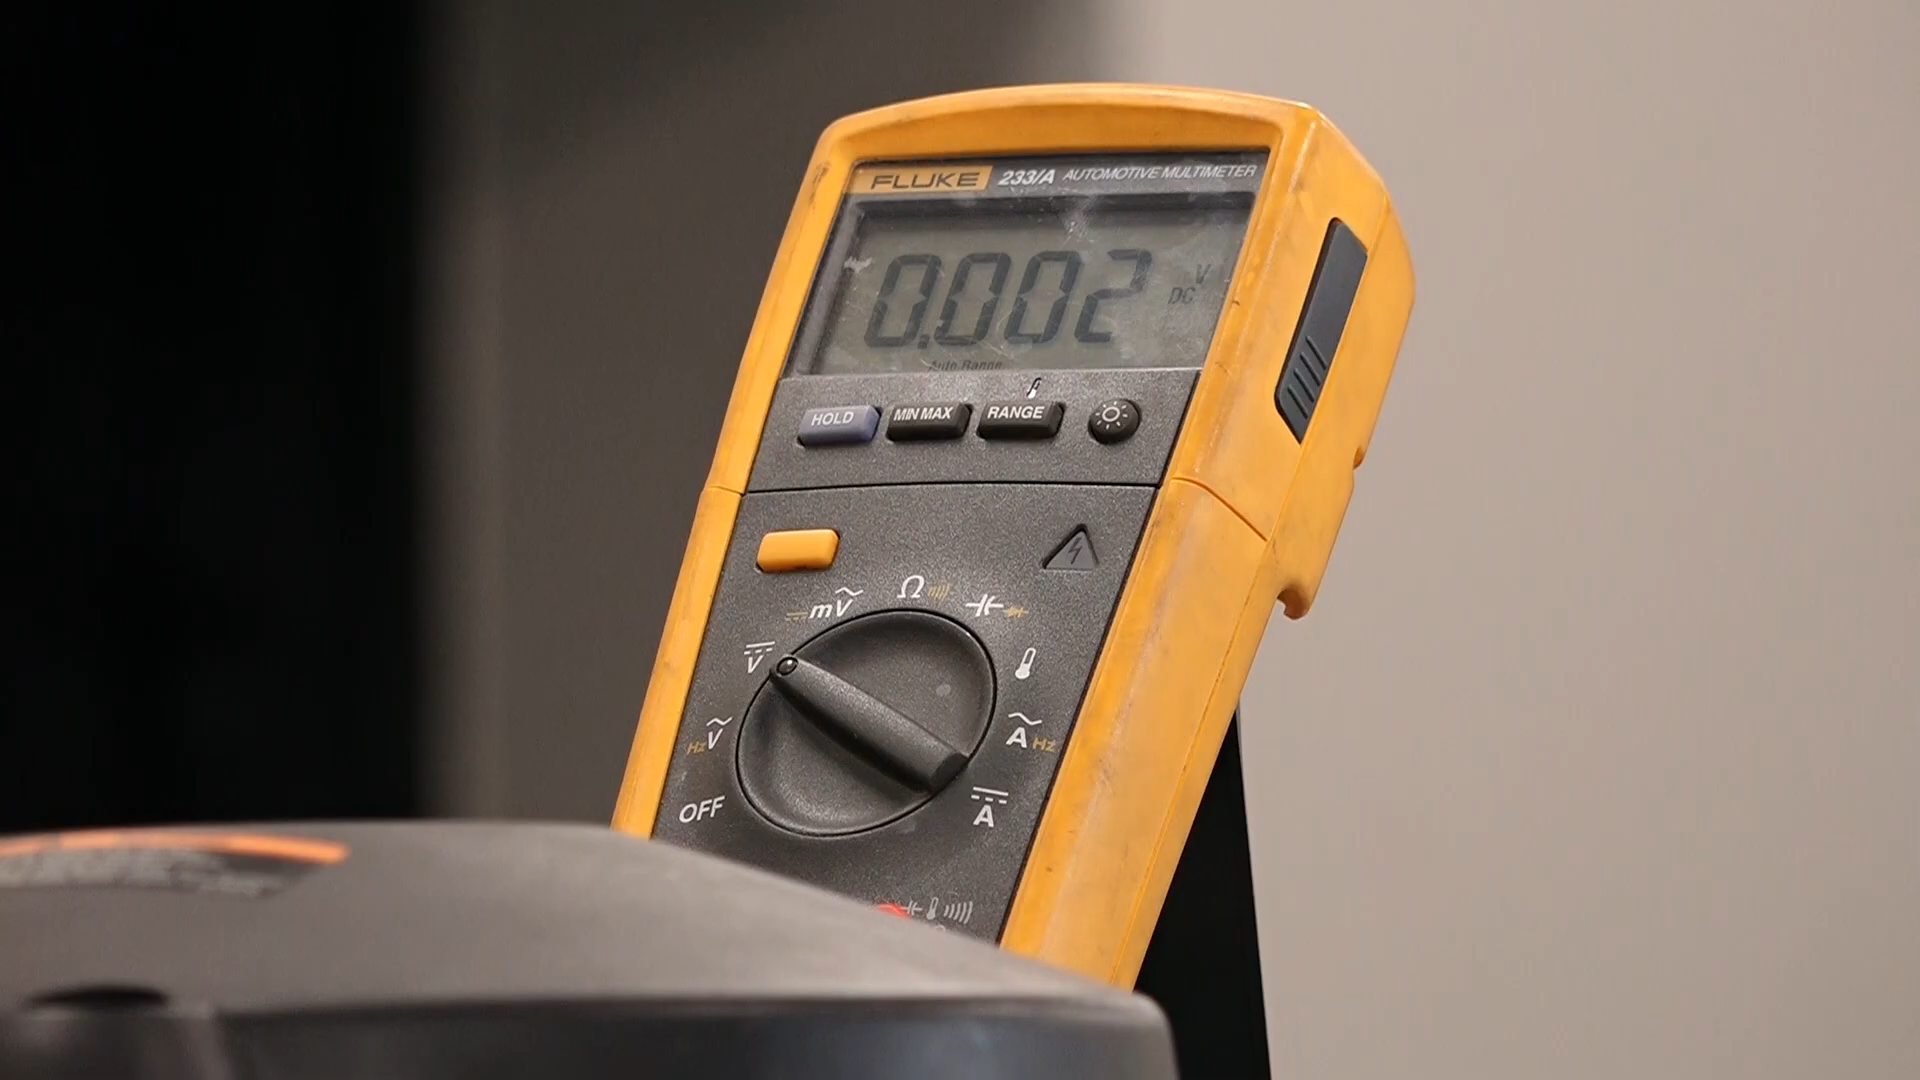 FLUKE 233/A AUTOMOTIVE MULTIMETER
0.002 V DC
Auto Range
HOLD MIN MAX RANGE
mV Ω
V
Hz V A Hz
OFF A